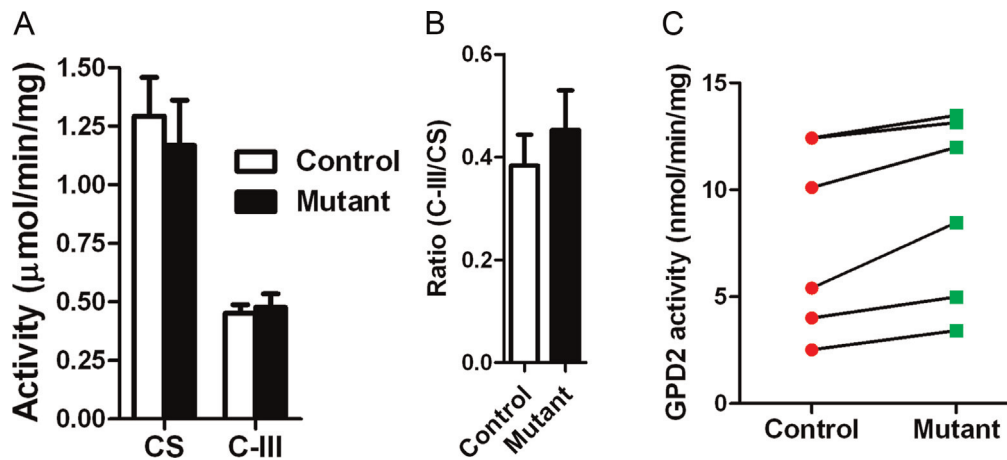 A
Activity (μmol/min/mg)
1.50
1.25
1.00
0.75
0.50
0.25
0.00
CS
C-III
Control
Mutant
B
Ratio (C-III/CS)
0.6
0.4
0.2
0.0
Control
Mutant
C
GPD2 activity (nmol/min/mg)
15
10
5
0
Control
Mutant